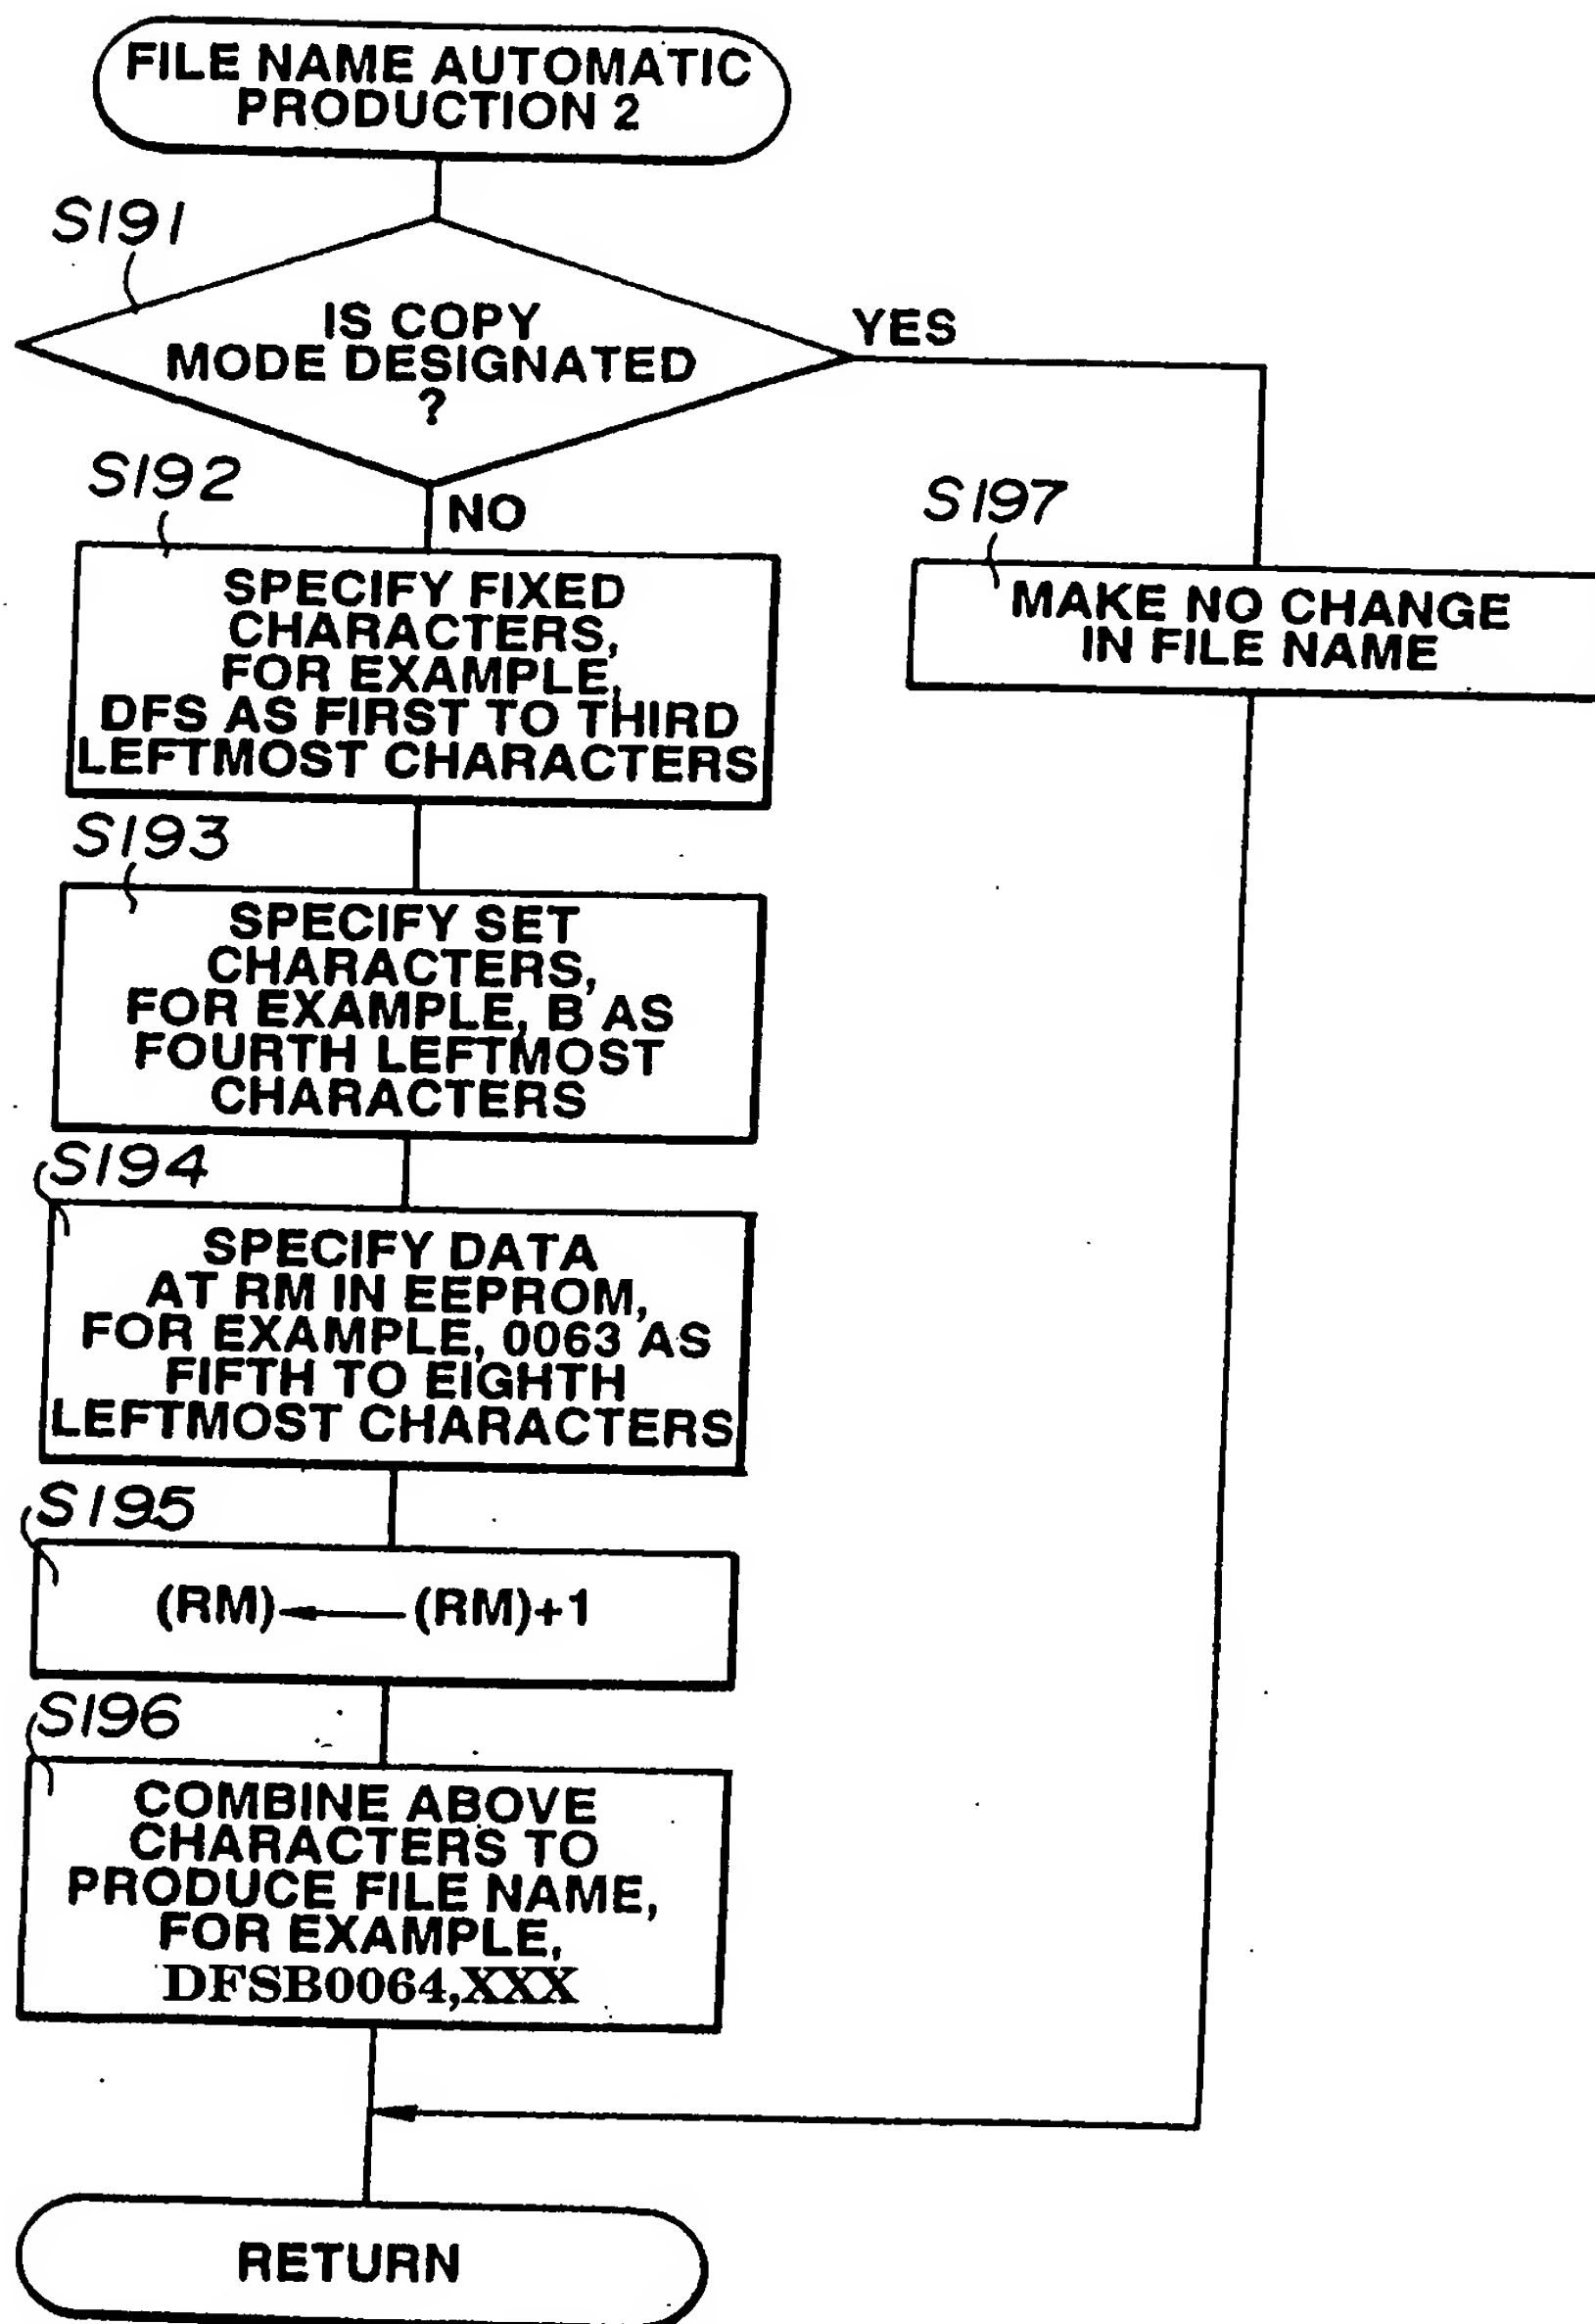 FILE NAME AUTOMATIC
PRODUCTION 2
S191
IS COPY
MODE DESIGNATED
?
YES
S192
NO
SPECIFY FIXED
CHARACTERS,
FOR EXAMPLE,
DFS AS FIRST TO THIRD
LEFTMOST CHARACTERS
S197
MAKE NO CHANGE
IN FILE NAME
S193
SPECIFY SET
CHARACTERS,
FOR EXAMPLE, B AS
FOURTH LEFTMOST
CHARACTERS
S194
SPECIFY DATA
AT RM IN EEPROM,
FOR EXAMPLE, 0063 AS
FIFTH TO EIGHTH
LEFTMOST CHARACTERS
S195
(RM)←(RM)+1
S196
COMBINE ABOVE
CHARACTERS TO
PRODUCE FILE NAME,
FOR EXAMPLE,
DFSB0064,XXX
RETURN